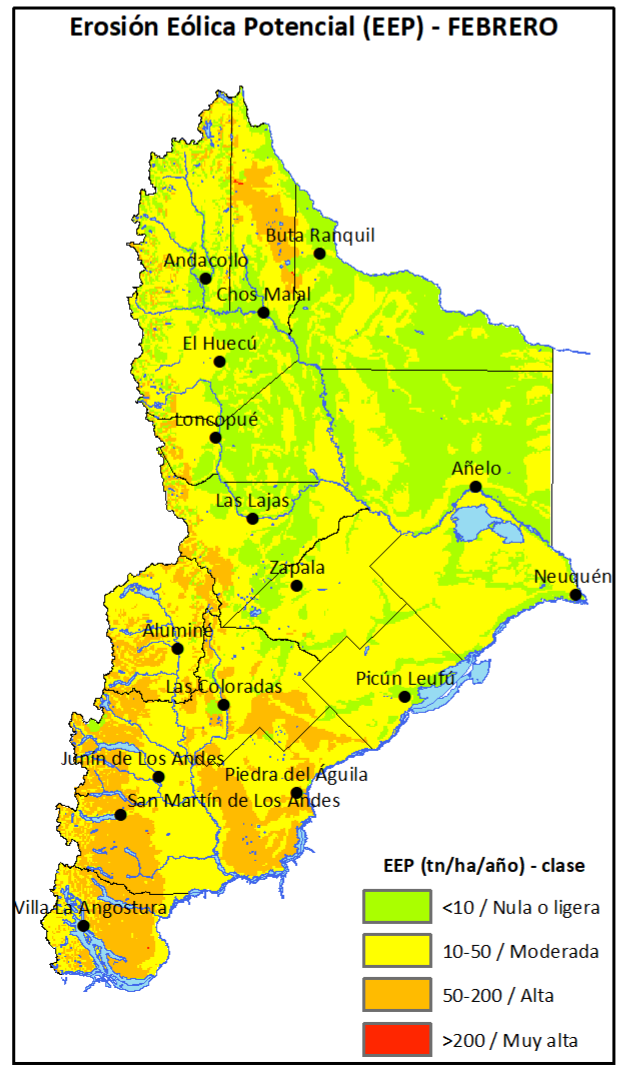 Erosión Eólica Potencial (EEP) - FEBRERO
Buta Ranquil
Andacollo
Chos Malal
El Huecú
Loncopué
Añelo
Las Lajas
Zapala
Neuquén
Aluminé
Picún Leufú
Las Coloradas
Junín de Los Andes
Piedra del Águila
San Martín de Los Andes
Villa La Angostura
EEP (tn/ha/año) - clase
<10 / Nula o ligera
10-50 / Moderada
50-200 / Alta
>200 / Muy alta